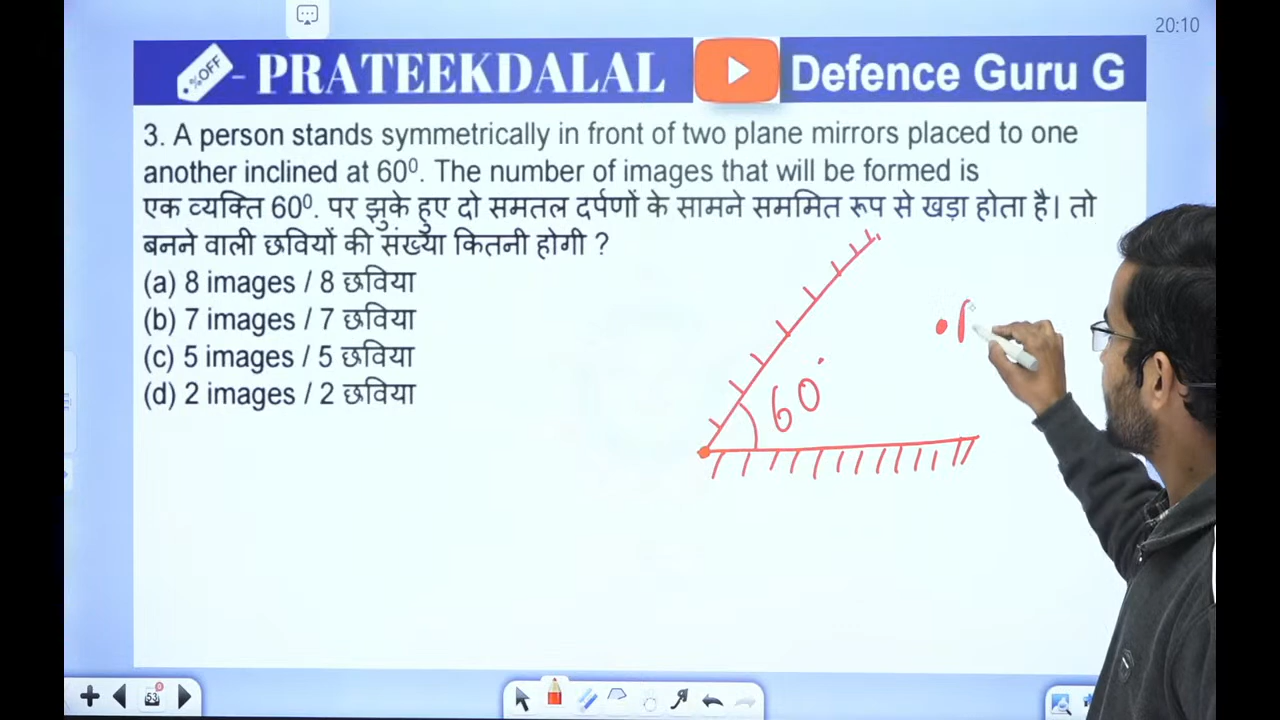 20:10
%OFF - PRATEEKDALAL Defence Guru G
3. A person stands symmetrically in front of two plane mirrors placed to one
another inclined at 60⁰. The number of images that will be formed is
एक व्यक्ति 60⁰. पर झुके हुए दो समतल दर्पणों के सामने सममित रूप से खड़ा होता है। तो
बनने वाली छवियों की संख्या कितनी होगी ?
(a) 8 images / 8 छविया
(b) 7 images / 7 छविया
(c) 5 images / 5 छविया
(d) 2 images / 2 छविया
60°
53